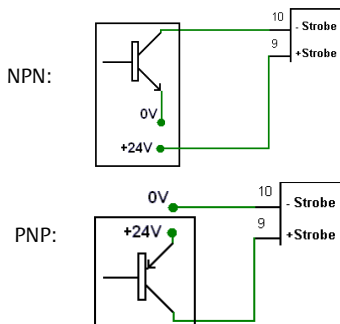 NPN:
10
- Strobe
9
+Strobe
0V
+24V
PNP:
0V
10
- Strobe
+24V
9
+Strobe